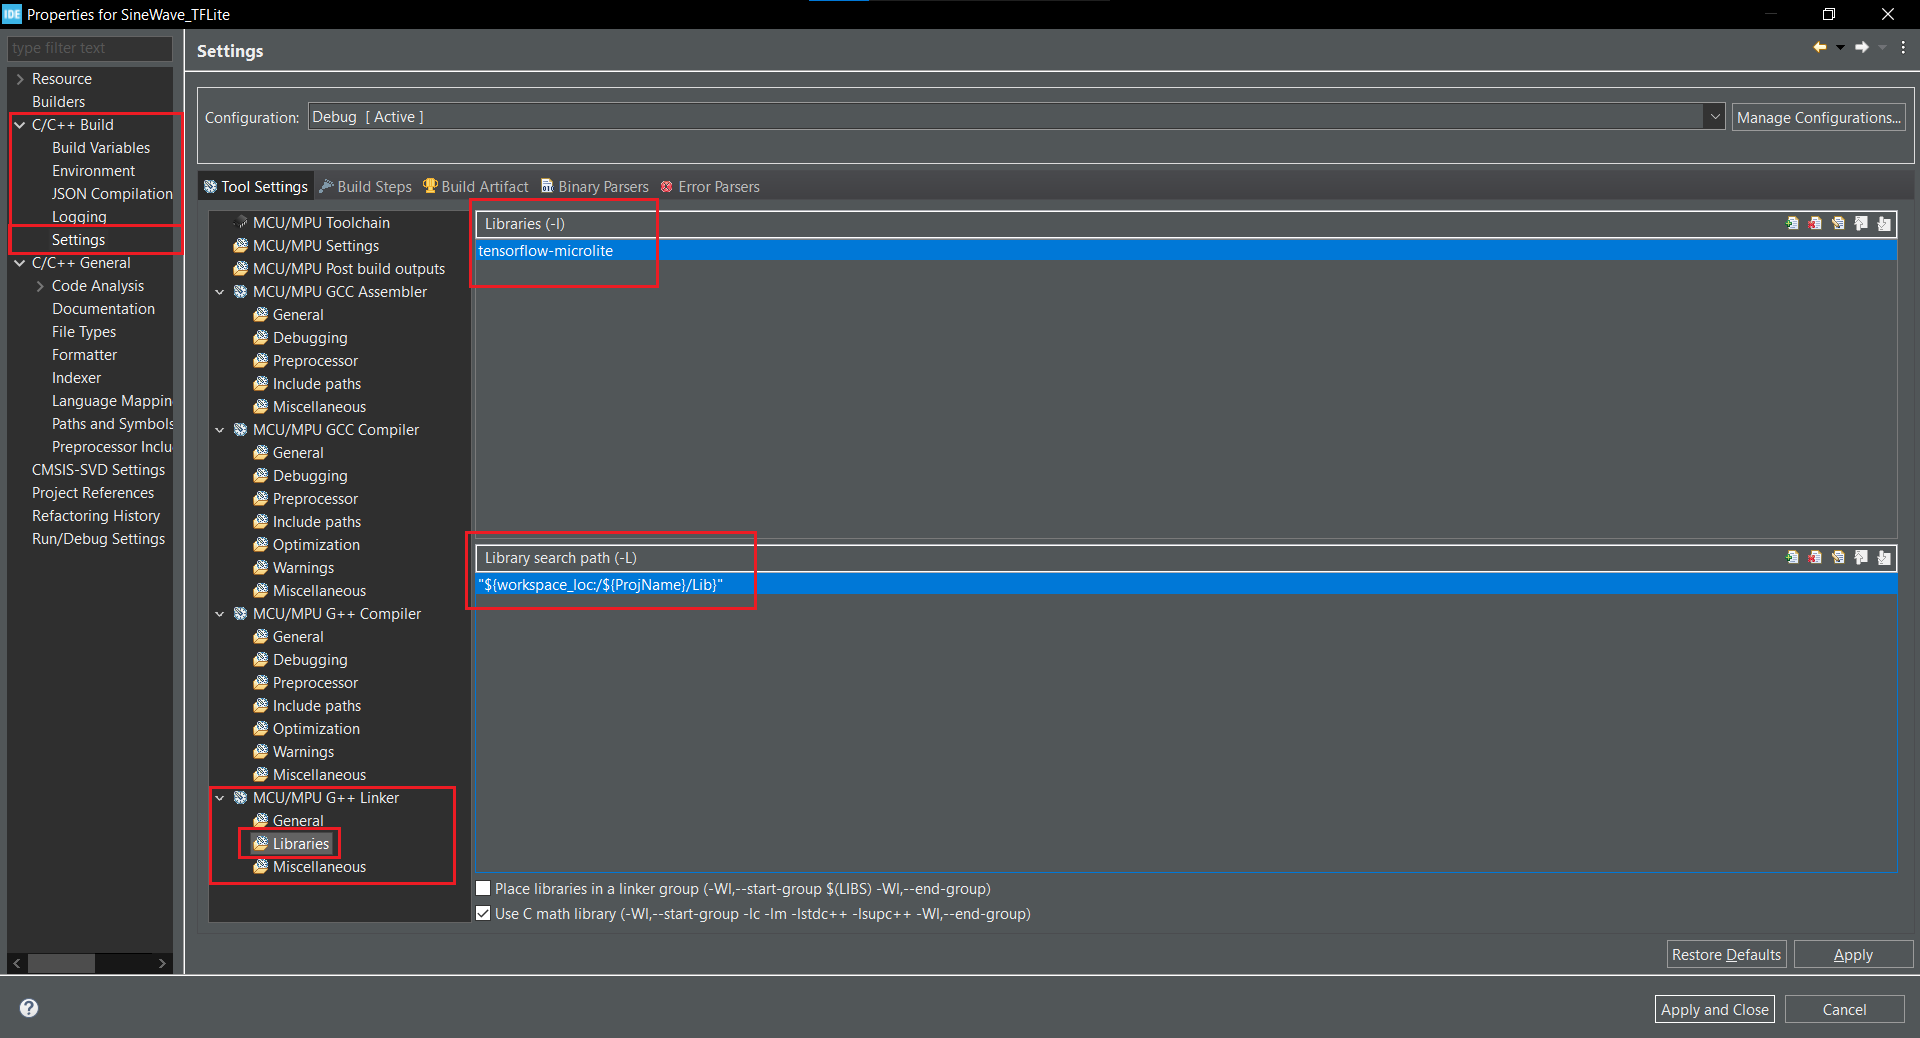 IDE Properties for SineWave_TFLite
type filter text
Resource
Builders
C/C++ Build
Build Variables
Environment
JSON Compilation
Logging
Settings
C/C++ General
Code Analysis
Documentation
File Types
Formatter
Indexer
Language Mappin
Paths and Symbols
Preprocessor Inclu
CMSIS-SVD Settings
Project References
Refactoring History
Run/Debug Settings
Settings
Configuration: Debug [ Active ] Manage Configurations...
Tool Settings Build Steps Build Artifact Binary Parsers Error Parsers
MCU/MPU Toolchain
MCU/MPU Settings
MCU/MPU Post build outputs
MCU/MPU GCC Assembler
General
Debugging
Preprocessor
Include paths
Miscellaneous
MCU/MPU GCC Compiler
General
Debugging
Preprocessor
Include paths
Optimization
Warnings
Miscellaneous
MCU/MPU G++ Compiler
General
Debugging
Preprocessor
Include paths
Optimization
Warnings
Miscellaneous
MCU/MPU G++ Linker
General
Libraries
Miscellaneous
Libraries (-l)
tensorflow-microlite
Library search path (-L)
"${workspace_loc:/${ProjName}/Lib}"
Place libraries in a linker group (-Wl,--start-group $(LIBS) -Wl,--end-group)
Use C math library (-Wl,--start-group -lc -lm -lstdc++ -lsupc++ -Wl,--end-group)
Restore Defaults Apply
? Apply and Close Cancel